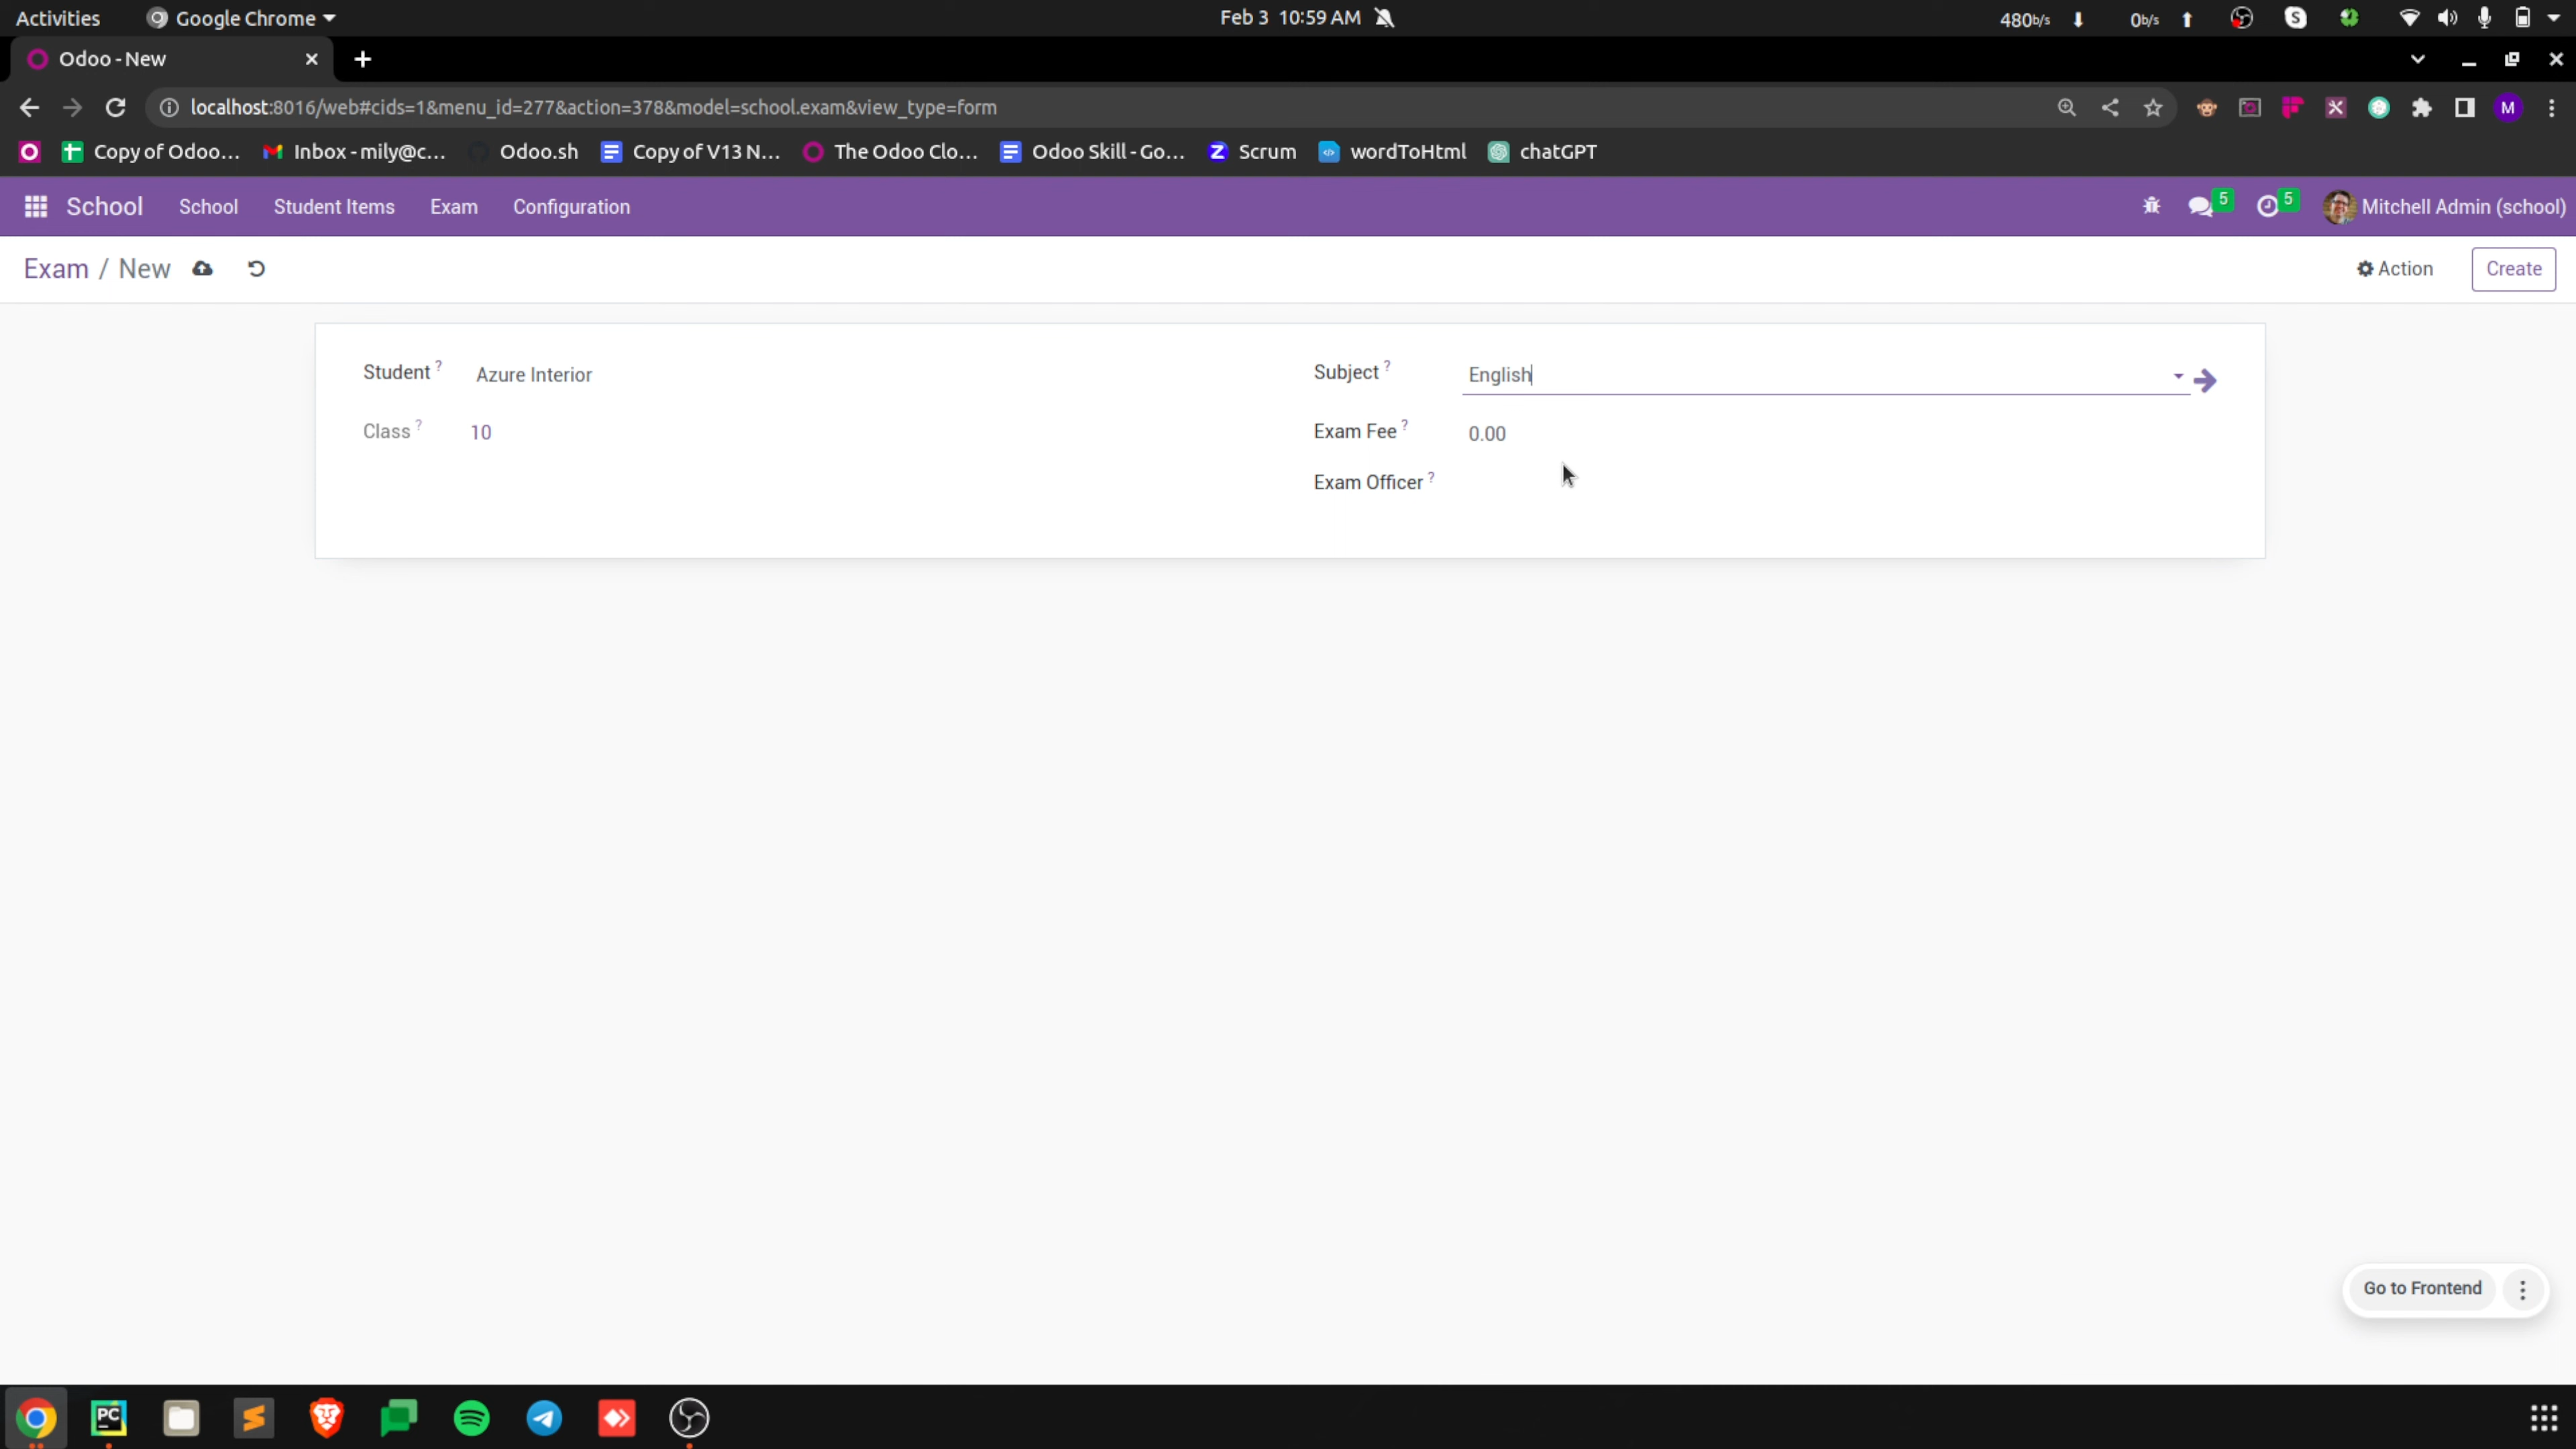 Activities Google Chrome Feb 3 10:59 AM 480b/s 0b/s
Odoo - New
localhost:8016/web#cids=1&menu_id=277&action=378&model=school.exam&view_type=form M
Copy of Odoo... Inbox - mily@c... Odoo.sh Copy of V13 N... The Odoo Clo... Odoo Skill - Go... Z Scrum wordToHtml chatGPT
School School Student Items Exam Configuration 5 5 Mitchell Admin (school)
Exam / New Action Create
Student ? Azure Interior Subject ? English
Class ? 10 Exam Fee ? 0.00
Exam Officer ?
Go to Frontend
PC